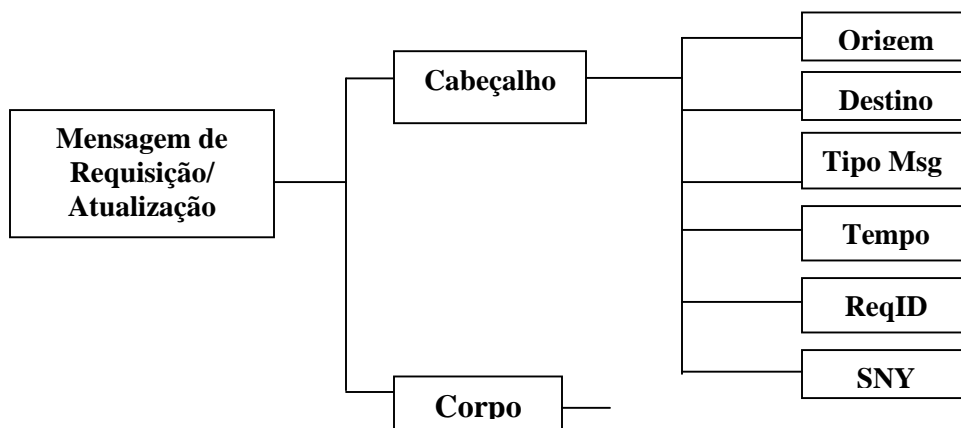 Mensagem de
Requisição/
Atualização
Cabeçalho
Corpo
Origem
Destino
Tipo Msg
Tempo
ReqID
SNY